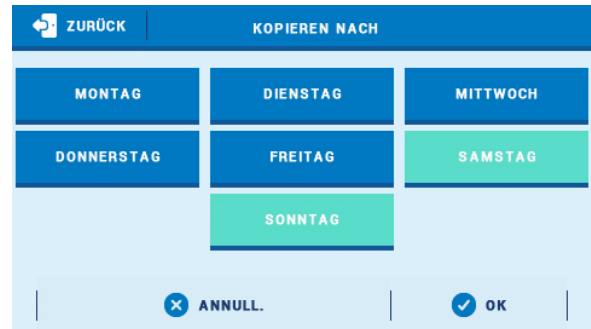 ZURÜCK KOPIEREN NACH
MONTAG DIENSTAG MITTWOCH
DONNERSTAG FREITAG SAMSTAG
SONNTAG
ANNULL. OK